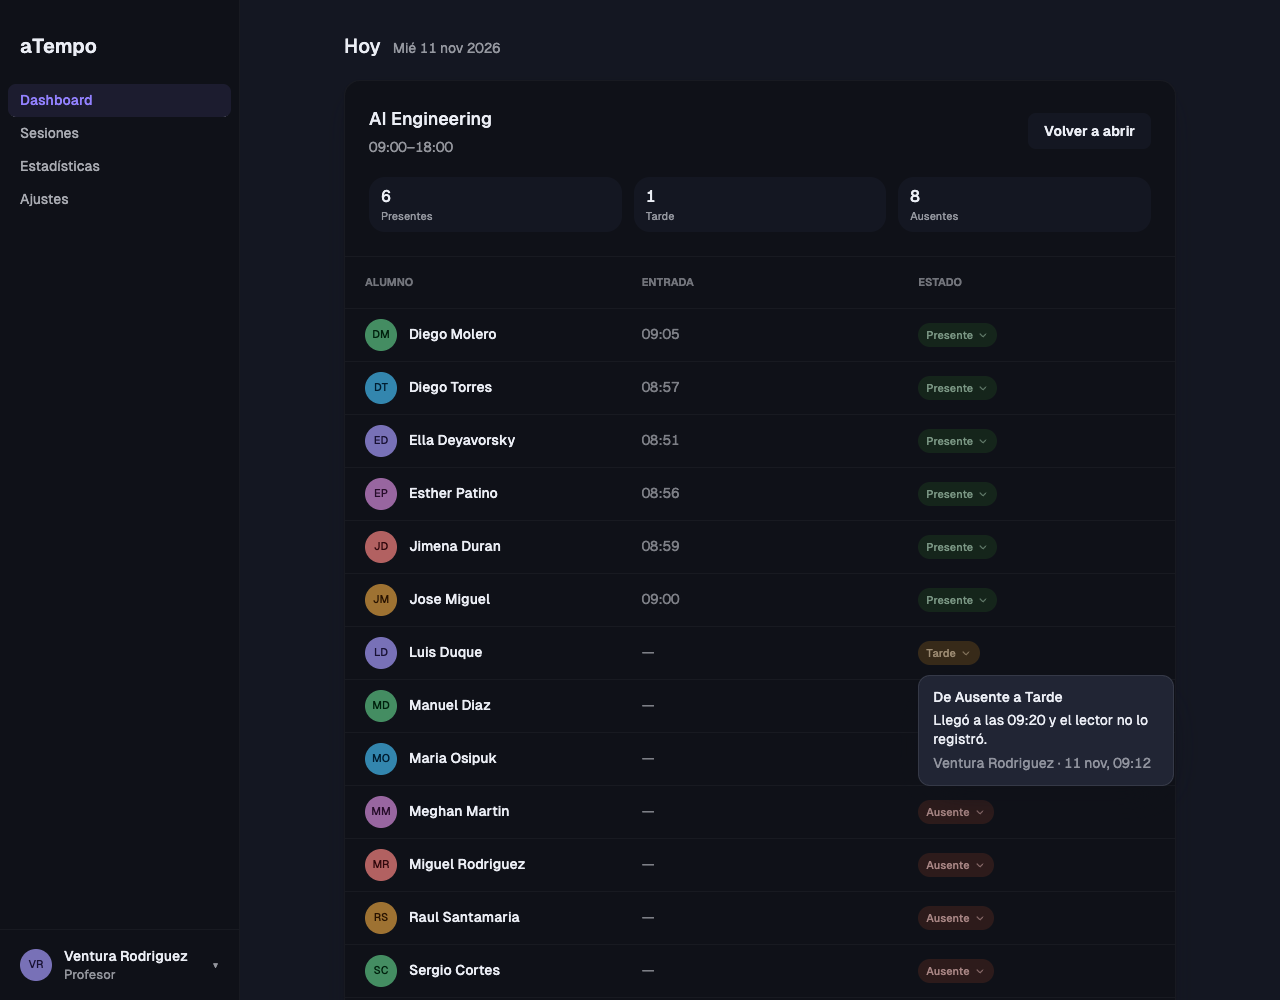 aTempo
Dashboard
Sesiones
Estadísticas
Ajustes
Hoy Mié 11 nov 2026
AI Engineering
09:00–18:00
Volver a abrir
6
Presentes
1
Tarde
8
Ausentes
ALUMNO ENTRADA ESTADO
DM Diego Molero 09:05 Presente
DT Diego Torres 08:57 Presente
ED Ella Deyavorsky 08:51 Presente
EP Esther Patino 08:56 Presente
JD Jimena Duran 08:59 Presente
JM Jose Miguel 09:00 Presente
LD Luis Duque — Tarde
MD Manuel Diaz —
MO Maria Osipuk —
De Ausente a Tarde
Llegó a las 09:20 y el lector no lo
registró.
Ventura Rodriguez · 11 nov, 09:12
MM Meghan Martin — Ausente
MR Miguel Rodriguez — Ausente
RS Raul Santamaria — Ausente
SC Sergio Cortes — Ausente
VR Ventura Rodriguez
Profesor